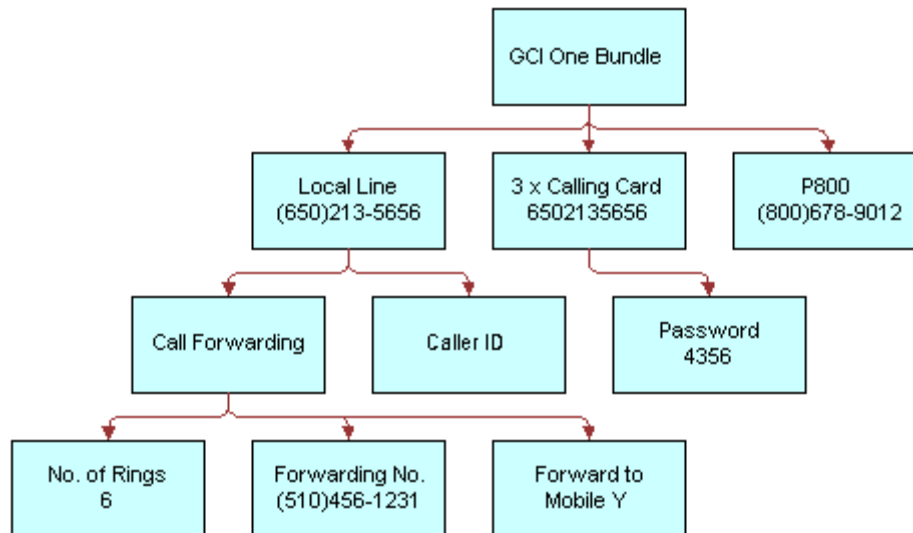 GCI One Bundle
Local Line
(650)213-5656
3 x Calling Card
6502135656
P800
(800)678-9012
Call Forwarding
Caller ID
Password
4356
No. of Rings
6
Forwarding No.
(510)456-1231
Forward to
Mobile Y